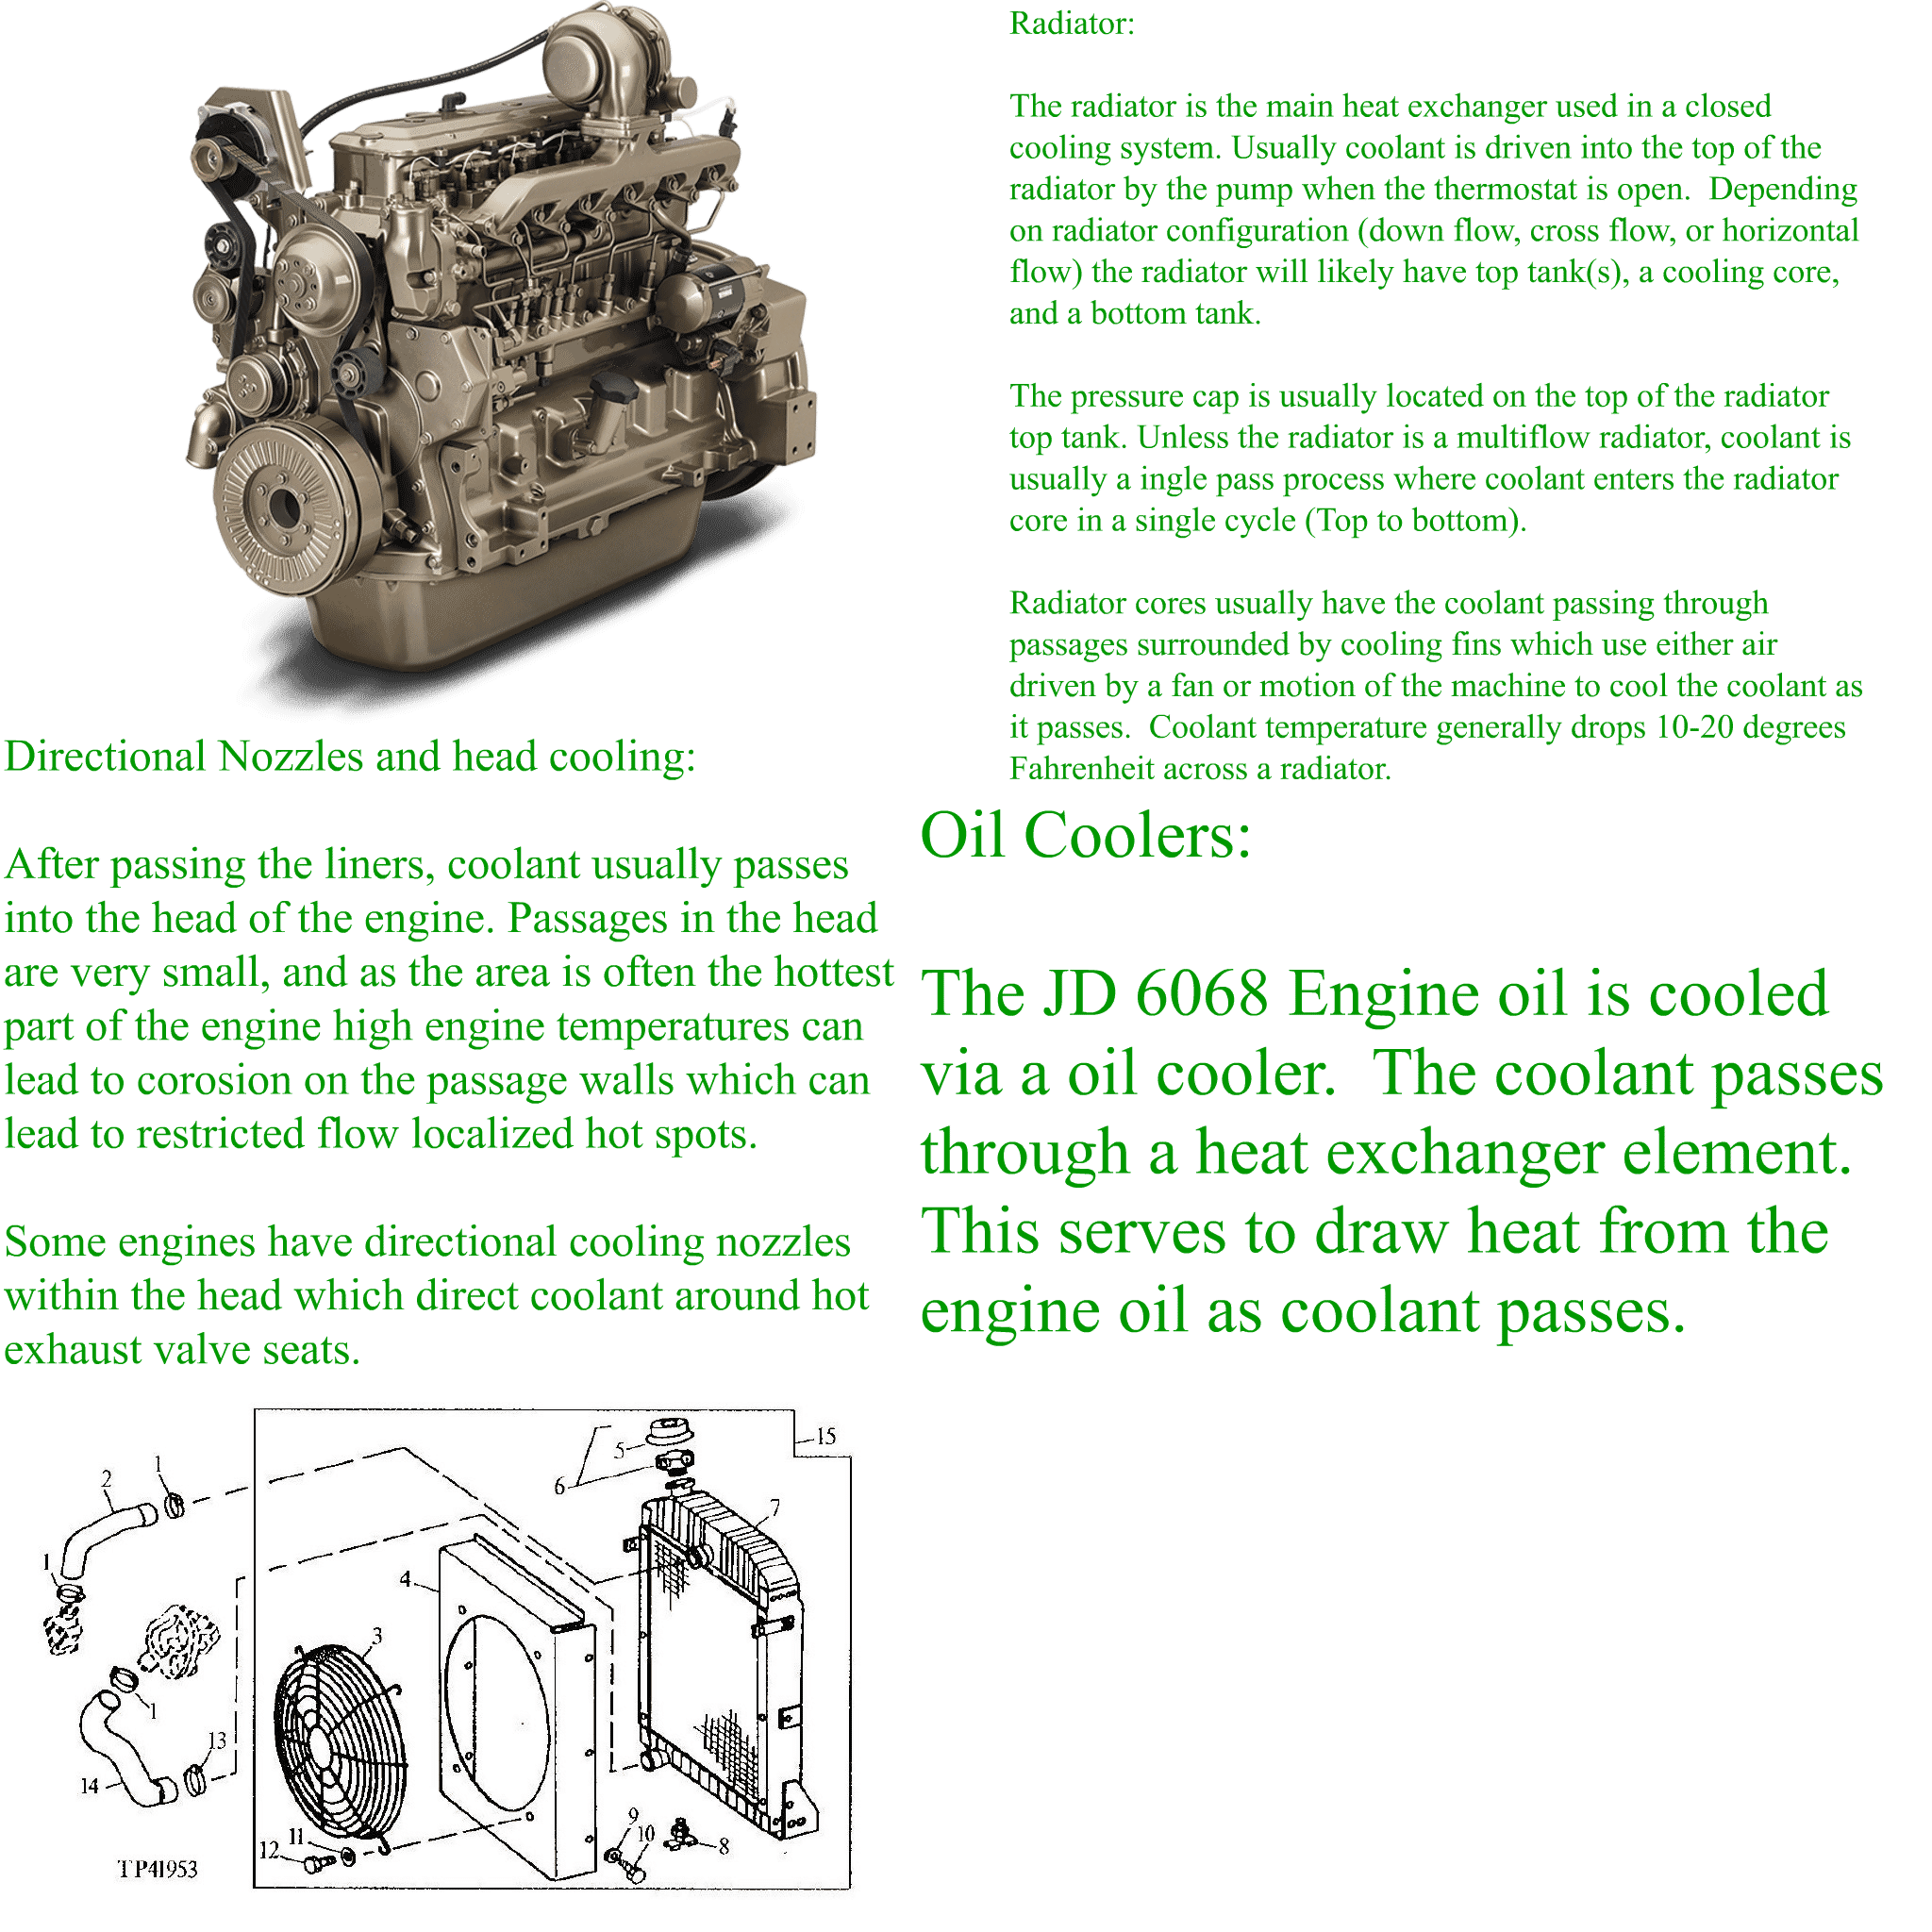 Radiator:
The radiator is the main heat exchanger used in a closed
cooling system. Usually coolant is driven into the top of the
radiator by the pump when the thermostat is open.  Depending
on radiator configuration (down flow, cross flow, or horizontal
flow) the radiator will likely have top tank(s), a cooling core,
and a bottom tank.
The pressure cap is usually located on the top of the radiator
top tank. Unless the radiator is a multiflow radiator, coolant is
usually a ingle pass process where coolant enters the radiator
core in a single cycle (Top to bottom).
Radiator cores usually have the coolant passing through
passages surrounded by cooling fins which use either air
driven by a fan or motion of the machine to cool the coolant as
it passes.  Coolant temperature generally drops 10-20 degrees
Fahrenheit across a radiator.
Directional Nozzles and head cooling:
After passing the liners, coolant usually passes
into the head of the engine. Passages in the head
are very small, and as the area is often the hottest
part of the engine high engine temperatures can
lead to corosion on the passage walls which can
lead to restricted flow localized hot spots.
Some engines have directional cooling nozzles
within the head which direct coolant around hot
exhaust valve seats.
Oil Coolers:
The JD 6068 Engine oil is cooled
via a oil cooler.  The coolant passes
through a heat exchanger element.
This serves to draw heat from the
engine oil as coolant passes.
15
5
1
2
6
7
1
4
3
1
13
14
9
10
11
12
8
TP41953